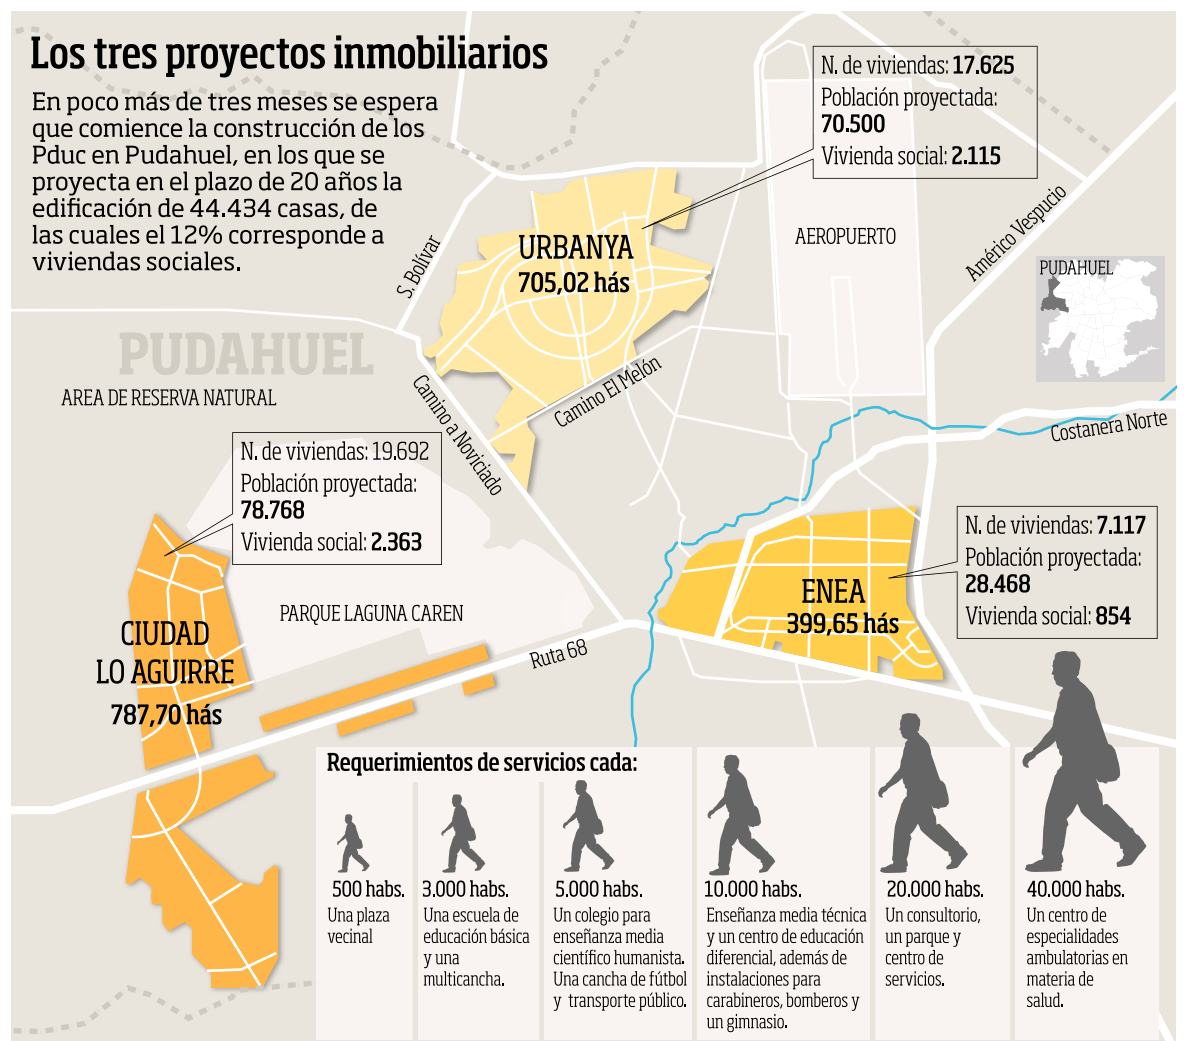 Los tres proyectos inmobiliarios
En poco más de tres meses se espera
que comience la construcción de los
Pduc en Pudahuel, en los que se
proyecta en el plazo de 20 años la
edificación de 44.434 casas, de
las cuales el 12% corresponde a
viviendas sociales.
N. de viviendas: 17.625
Población proyectada:
70.500
Vivienda social: 2.115
URBANYA
705,02 hás
AEROPUERTO
Américo Vespucio
PUDAHUEL
S. Bolívar
PUDAHUEL
AREA DE RESERVA NATURAL
Camino a Noviciado
Camino El Melón
Costanera Norte
N. de viviendas: 19.692
Población proyectada:
78.768
Vivienda social: 2.363
N. de viviendas: 7.117
Población proyectada:
28.468
Vivienda social: 854
ENEA
399,65 hás
PARQUE LAGUNA CAREN
CIUDAD
LO AGUIRRE
787,70 hás
Ruta 68
Requerimientos de servicios cada:
500 habs.
Una plaza
vecinal
3.000 habs.
Una escuela de
educación básica
y una
multicancha.
5.000 habs.
Un colegio para
enseñanza media
científico humanista.
Una cancha de fútbol
y transporte público.
10.000 habs.
Enseñanza media técnica
y un centro de educación
diferencial, además de
instalaciones para
carabineros, bomberos y
un gimnasio.
20.000 habs.
Un consultorio,
un parque y
centro de
servicios.
40.000 habs.
Un centro de
especialidades
ambulatorias en
materia de
salud.